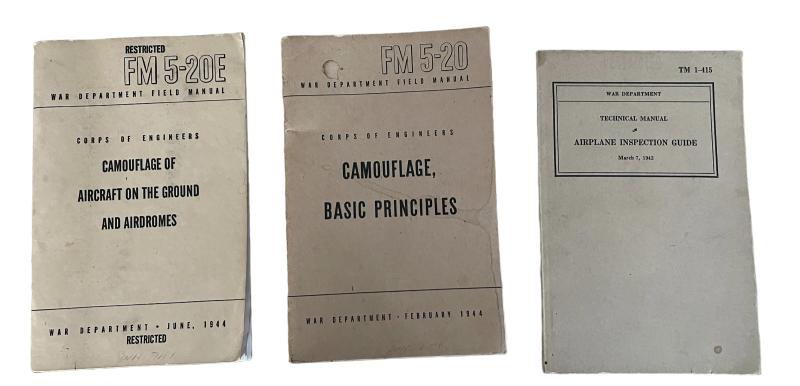 RESTRICTED
FM 5-20E
WAR DEPARTMENT FIELD MANUAL
CORPS OF ENGINEERS
CAMOUFLAGE OF
AIRCRAFT ON THE GROUND
AND AIRDROMES
WAR DEPARTMENT • JUNE, 1944
RESTRICTED
FM 5-20
WAR DEPARTMENT FIELD MANUAL
CORPS OF ENGINEERS
CAMOUFLAGE,
BASIC PRINCIPLES
WAR DEPARTMENT • FEBRUARY 1944
TM 1-415
WAR DEPARTMENT
TECHNICAL MANUAL
AIRPLANE INSPECTION GUIDE
March 7, 1942